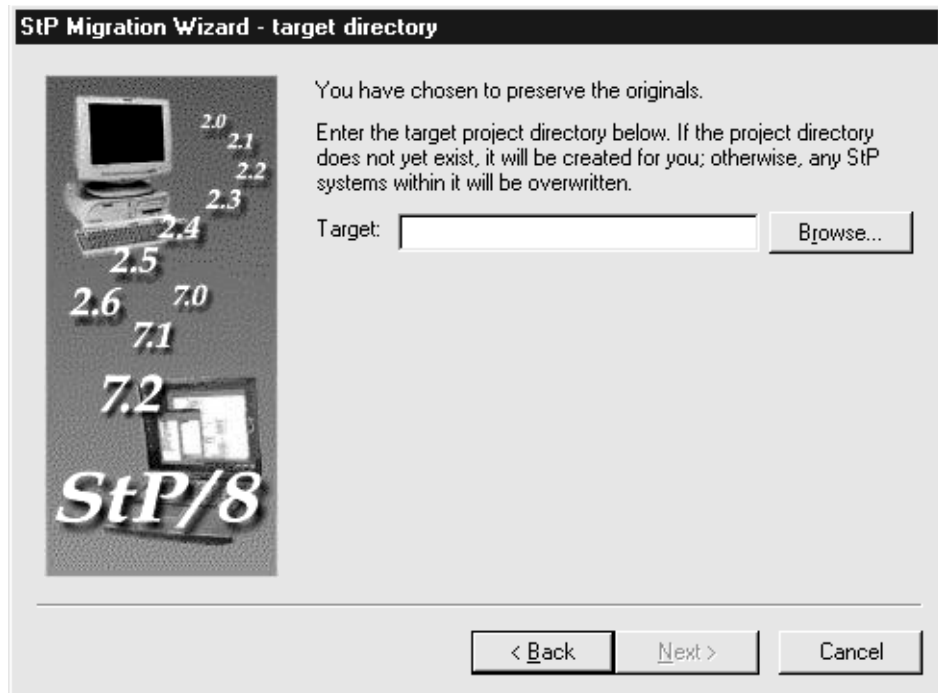 StP Migration Wizard - target directory
2.0
2.1
2.2
2.3
2.4
2.5
2.6
7.0
7.1
7.2
StP/8
You have chosen to preserve the originals.
Enter the target project directory below. If the project directory
does not yet exist, it will be created for you; otherwise, any StP
systems within it will be overwritten.
Target:
Browse...
< Back
Next >
Cancel